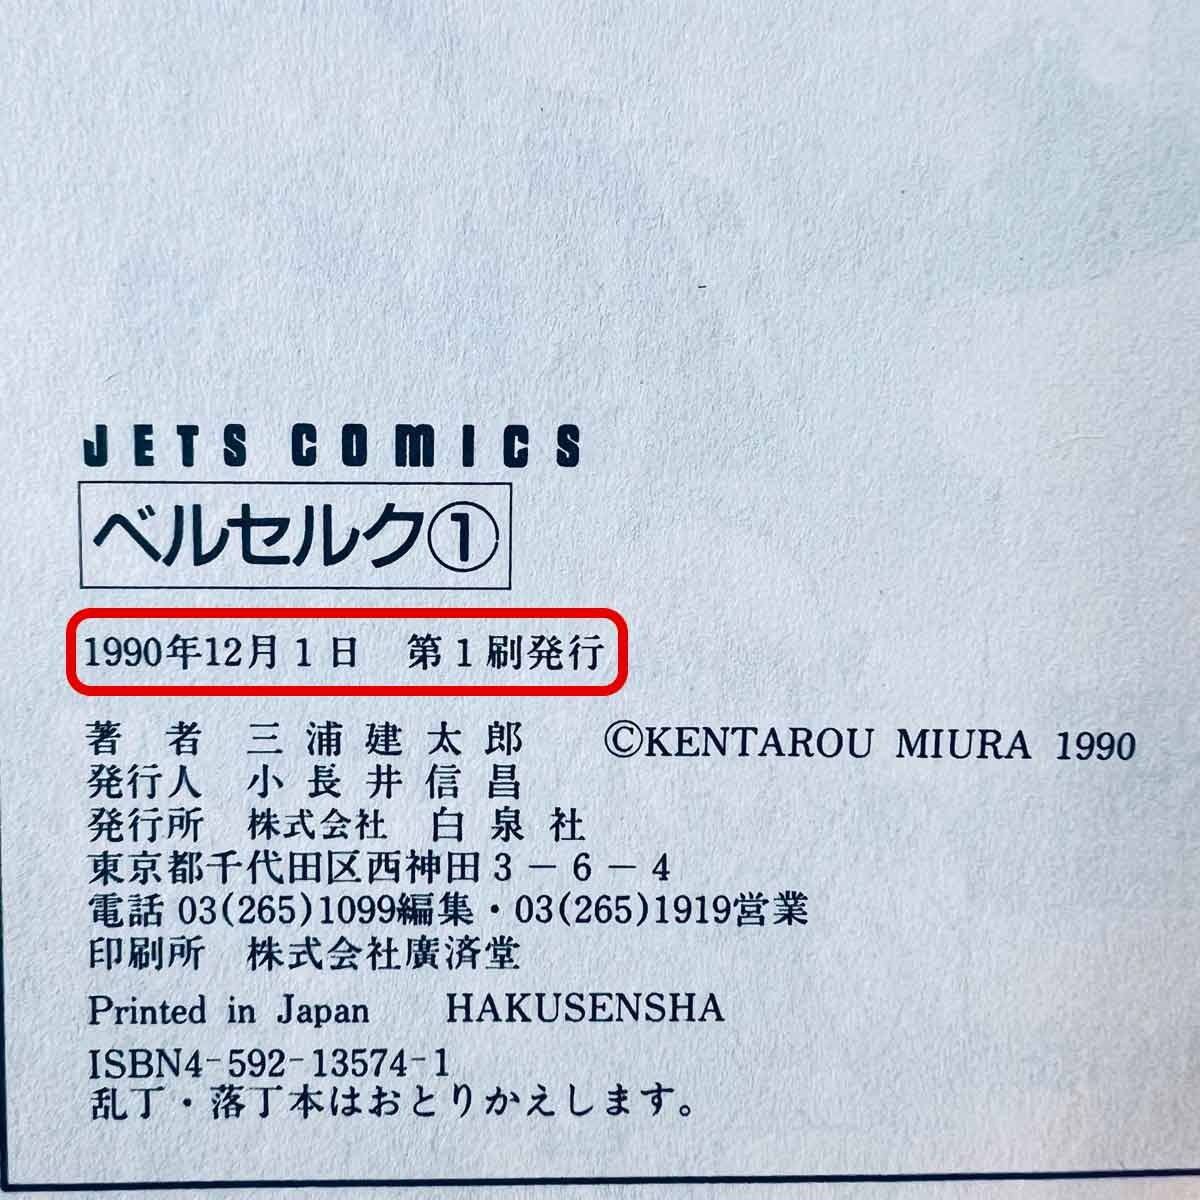 JETS COMICS
ベルセルク①
1990年12月1日　第1刷発行
著　者　三浦建太郎　©KENTAROU MIURA 1990
発行人　小長井信昌
発行所　株式会社　白泉社
東京都千代田区西神田3－6－4
電話 03(265)1099編集・03(265)1919営業
印刷所　株式会社廣済堂
Printed in Japan　HAKUSENSHA
ISBN4-592-13574-1
乱丁・落丁本はおとりかえします。